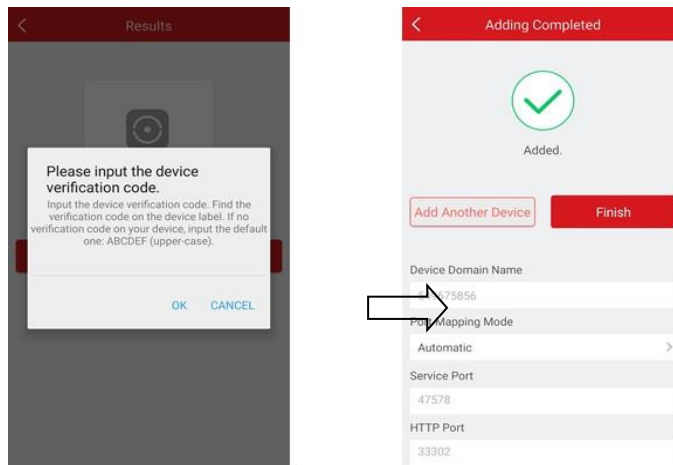 Results
Please input the device
verification code.
Input the device verification code. Find the
verification code on the device label. If no
verification code on your device, input the default
one: ABCDEF (upper-case).
OK CANCEL
Adding Completed
Added.
Add Another Device
Finish
Device Domain Name
Port Mapping Mode
Automatic
Service Port
47578
HTTP Port
33302